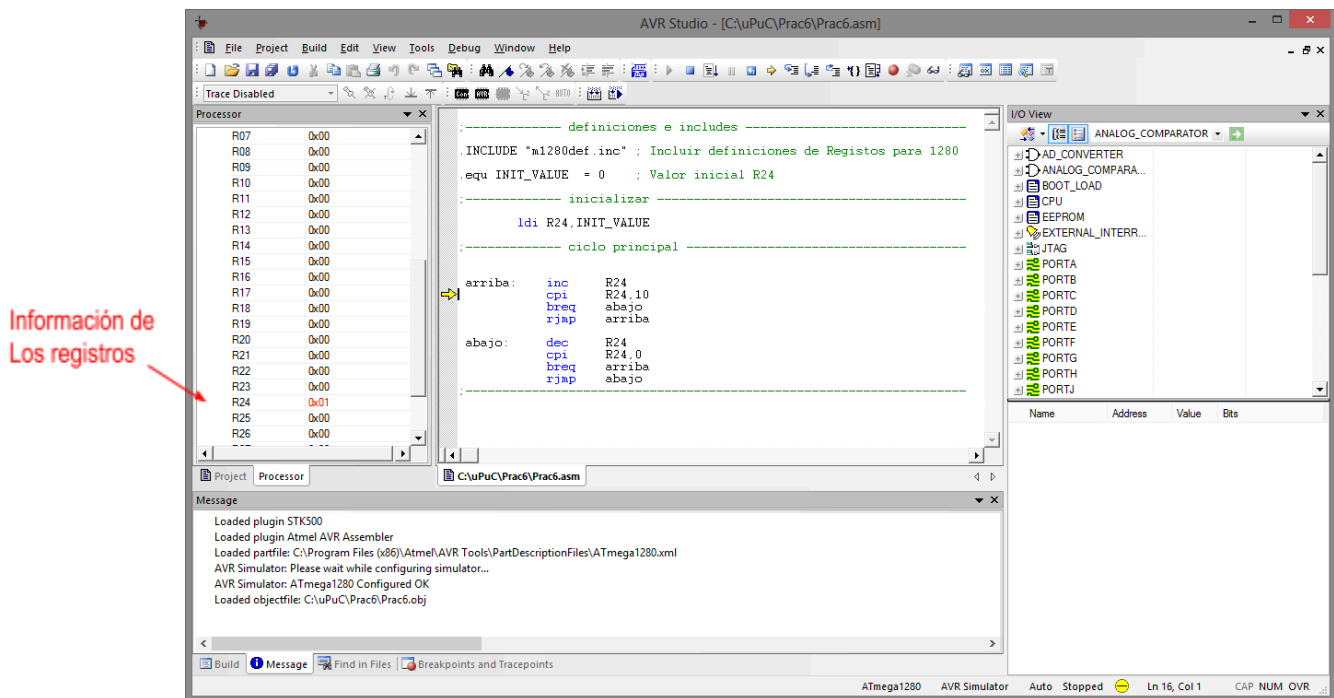 AVR Studio - [C:\uPuC\Prac6\Prac6.asm]
File Project Build Edit View Tools Debug Window Help
Trace Disabled
Con AVR AUTO
Processor
R07 0x00
R08 0x00
R09 0x00
R10 0x00
R11 0x00
R12 0x00
R13 0x00
R14 0x00
R15 0x00
R16 0x00
R17 0x00
R18 0x00
R19 0x00
R20 0x00
R21 0x00
R22 0x00
R23 0x00
R24 0x01
R25 0x00
R26 0x00
Project Processor
Información de
Los registros
;------------- definiciones e includes ------------------------------
.INCLUDE "m1280def.inc" ; Incluir definiciones de Registos para 1280
.equ INIT_VALUE = 0 ; Valor inicial R24
;------------- inicializar ------------------------------------------
ldi R24,INIT_VALUE
;------------- ciclo principal --------------------------------------
arriba: inc R24
cpi R24,10
breq abajo
rjmp arriba
abajo: dec R24
cpi R24,0
breq arriba
rjmp abajo
;--------------------------------------------------------------------
C:\uPuC\Prac6\Prac6.asm
I/O View
ANALOG_COMPARATOR
AD_CONVERTER
ANALOG_COMPARA...
BOOT_LOAD
CPU
EEPROM
EXTERNAL_INTERR...
JTAG
PORTA
PORTB
PORTC
PORTD
PORTE
PORTF
PORTG
PORTH
PORTJ
Name Address Value Bits
Message
Loaded plugin STK500
Loaded plugin Atmel AVR Assembler
Loaded partfile: C:\Program Files (x86)\Atmel\AVR Tools\PartDescriptionFiles\ATmega1280.xml
AVR Simulator: Please wait while configuring simulator...
AVR Simulator: ATmega1280 Configured OK
Loaded objectfile: C:\uPuC\Prac6\Prac6.obj
Build Message Find in Files Breakpoints and Tracepoints
ATmega1280 AVR Simulator Auto Stopped Ln 16, Col 1 CAP NUM OVR